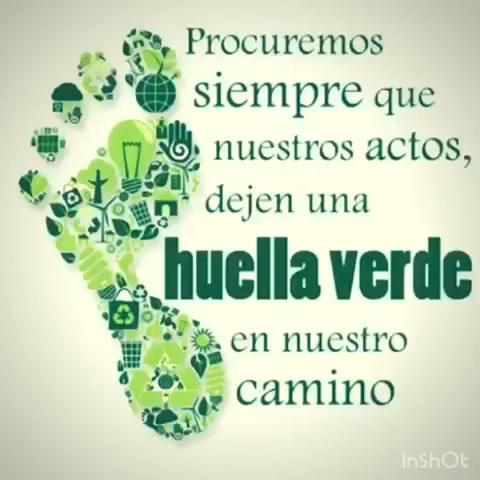 Procuremos
siempre que
nuestros actos,
dejen una
huella verde
en nuestro
camino
InShOt